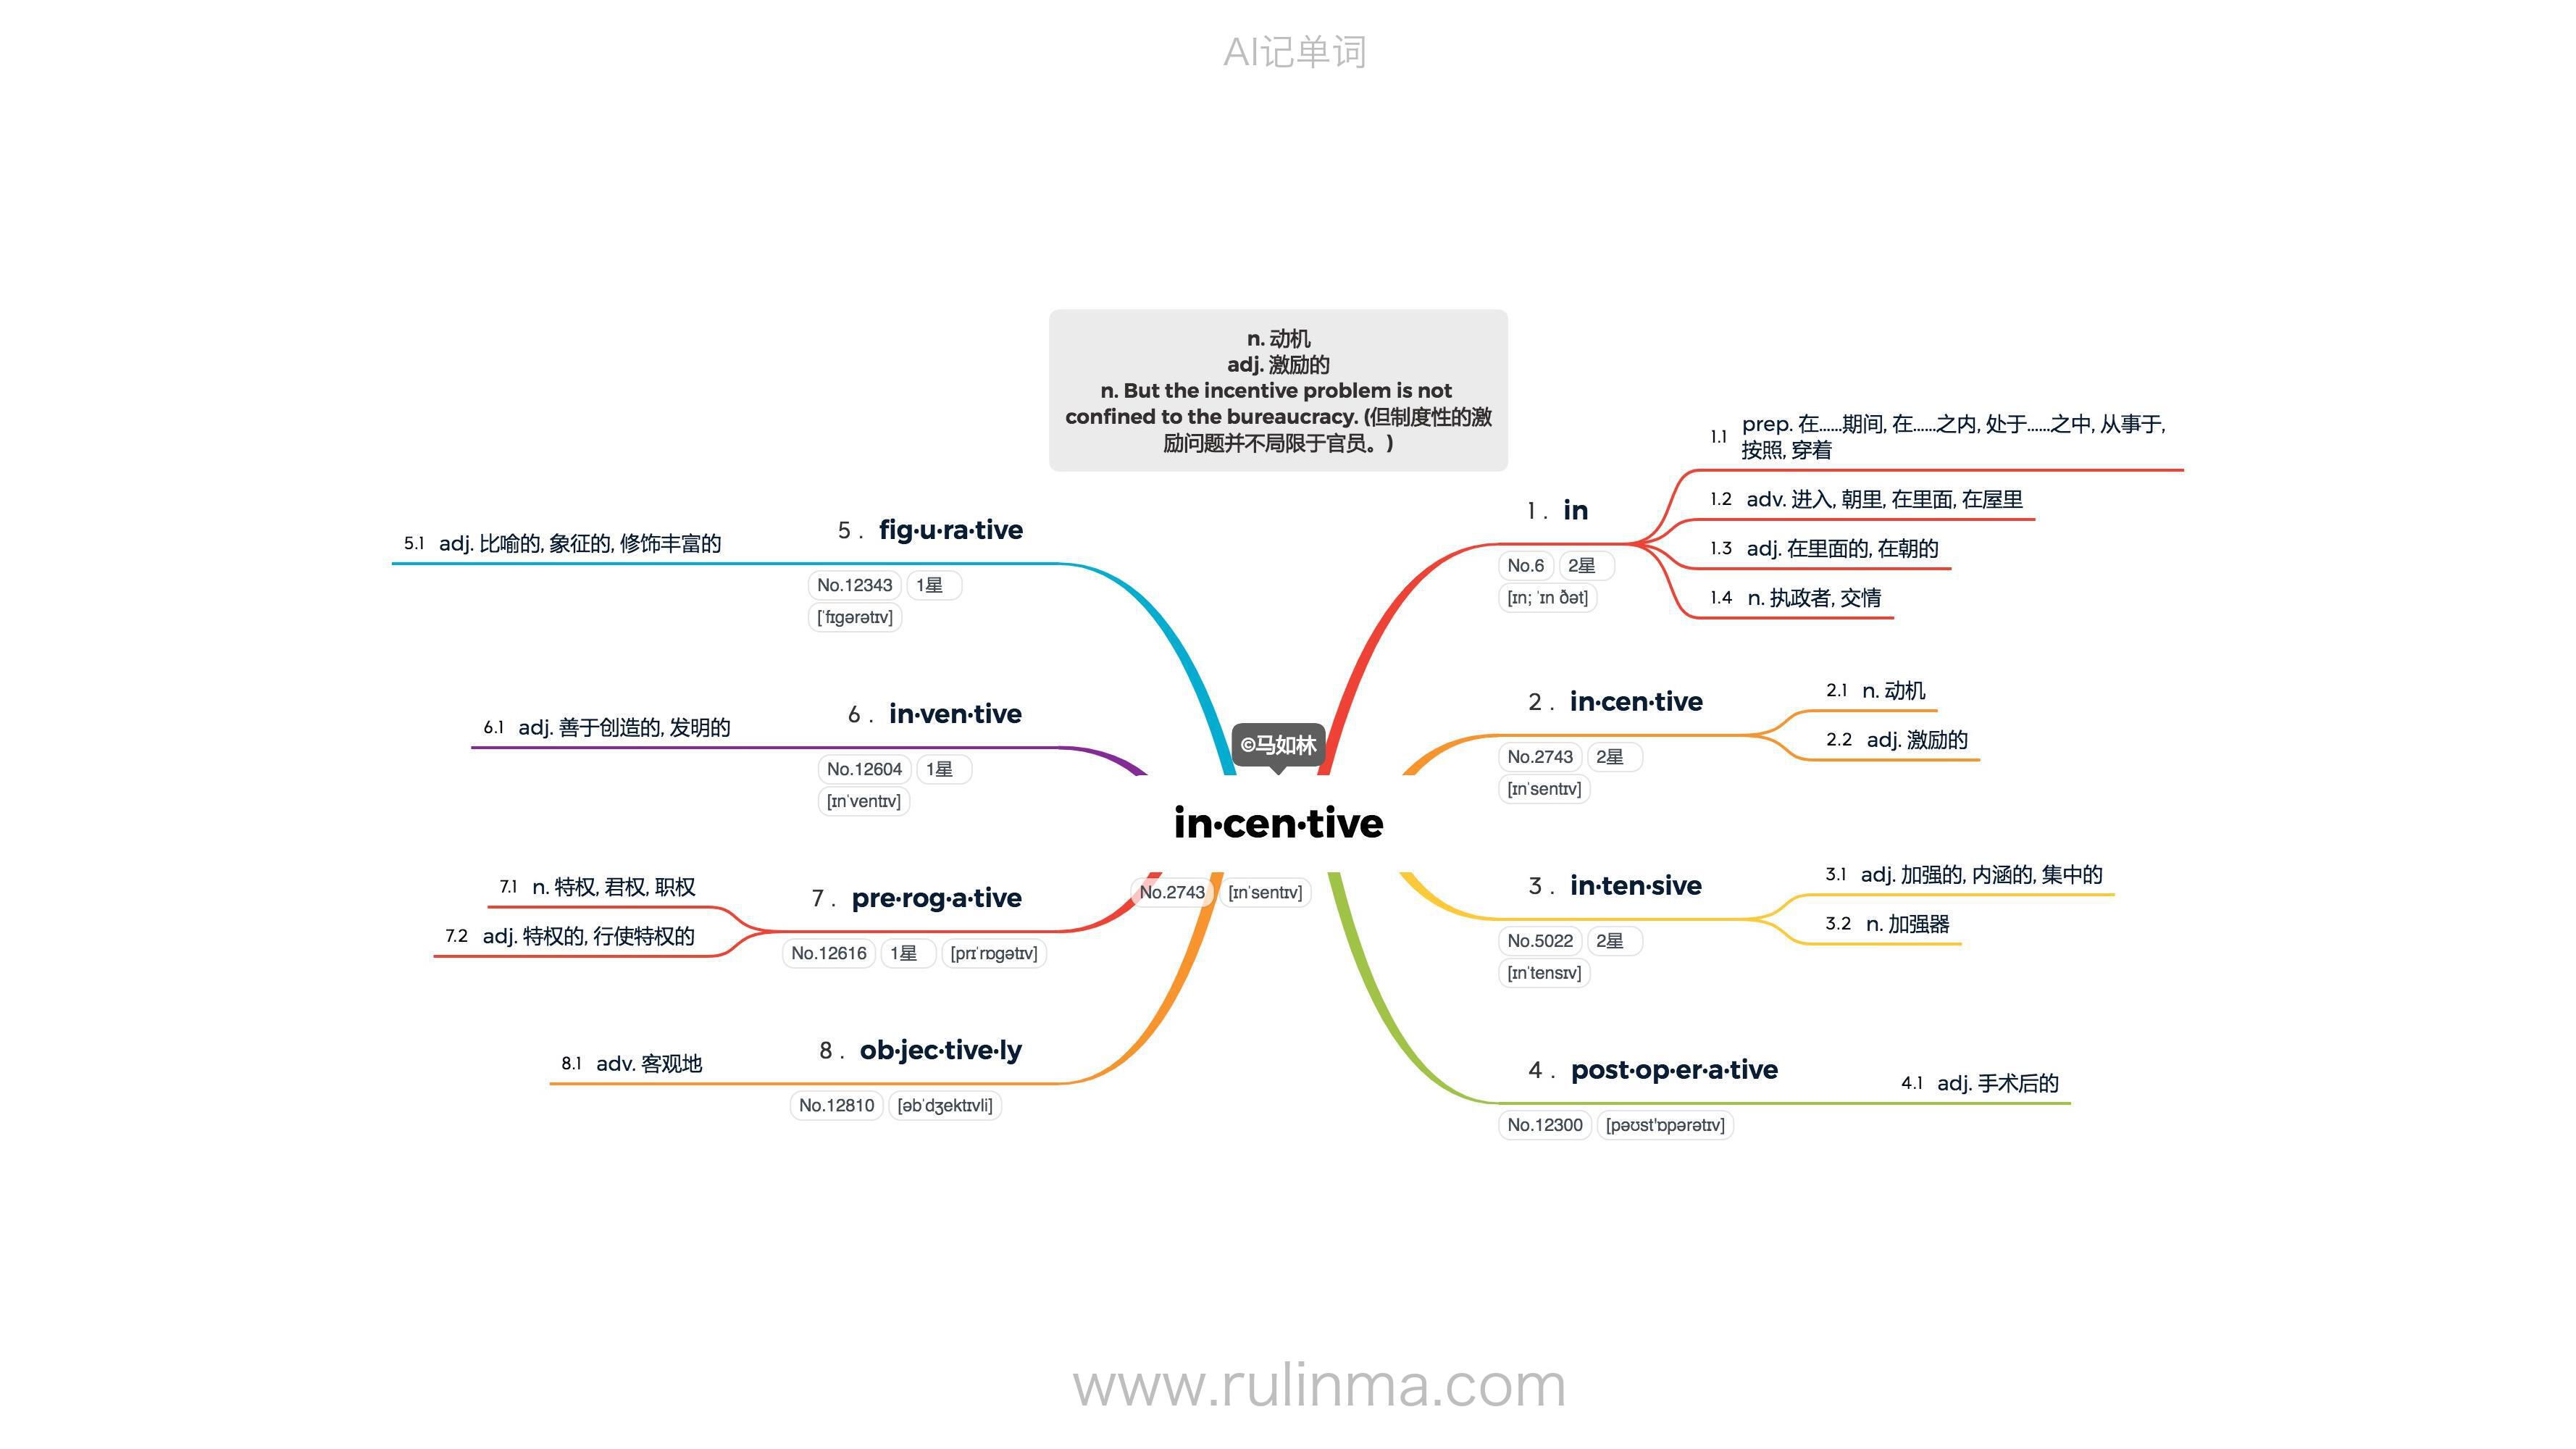 AI记单词
n. 动机
adj. 激励的
n. But the incentive problem is not
confined to the bureaucracy. (但制度性的激
励问题并不局限于官员。)
©马如林
in·cen·tive
No.2743 [ɪnˈsentɪv]
1. in
No.6 2星
[ɪn; ˈɪn ðət]
1.1 prep. 在……期间, 在……之内, 处于……之中, 从事于,
按照, 穿着
1.2 adv. 进入, 朝里, 在里面, 在屋里
1.3 adj. 在里面的, 在朝的
1.4 n. 执政者, 交情
2. in·cen·tive
No.2743 2星
[ɪnˈsentɪv]
2.1 n. 动机
2.2 adj. 激励的
3. in·ten·sive
No.5022 2星
[ɪnˈtensɪv]
3.1 adj. 加强的, 内涵的, 集中的
3.2 n. 加强器
4. post·op·er·a·tive
No.12300 [pəʊst'ɒpərətɪv]
4.1 adj. 手术后的
5. fig·u·ra·tive
No.12343 1星
[ˈfɪɡərətɪv]
5.1 adj. 比喻的, 象征的, 修饰丰富的
6. in·ven·tive
No.12604 1星
[ɪnˈventɪv]
6.1 adj. 善于创造的, 发明的
7. pre·rog·a·tive
No.12616 1星 [prɪˈrɒɡətɪv]
7.1 n. 特权, 君权, 职权
7.2 adj. 特权的, 行使特权的
8. ob·jec·tive·ly
No.12810 [əbˈdʒektɪvli]
8.1 adv. 客观地
www.rulinma.com